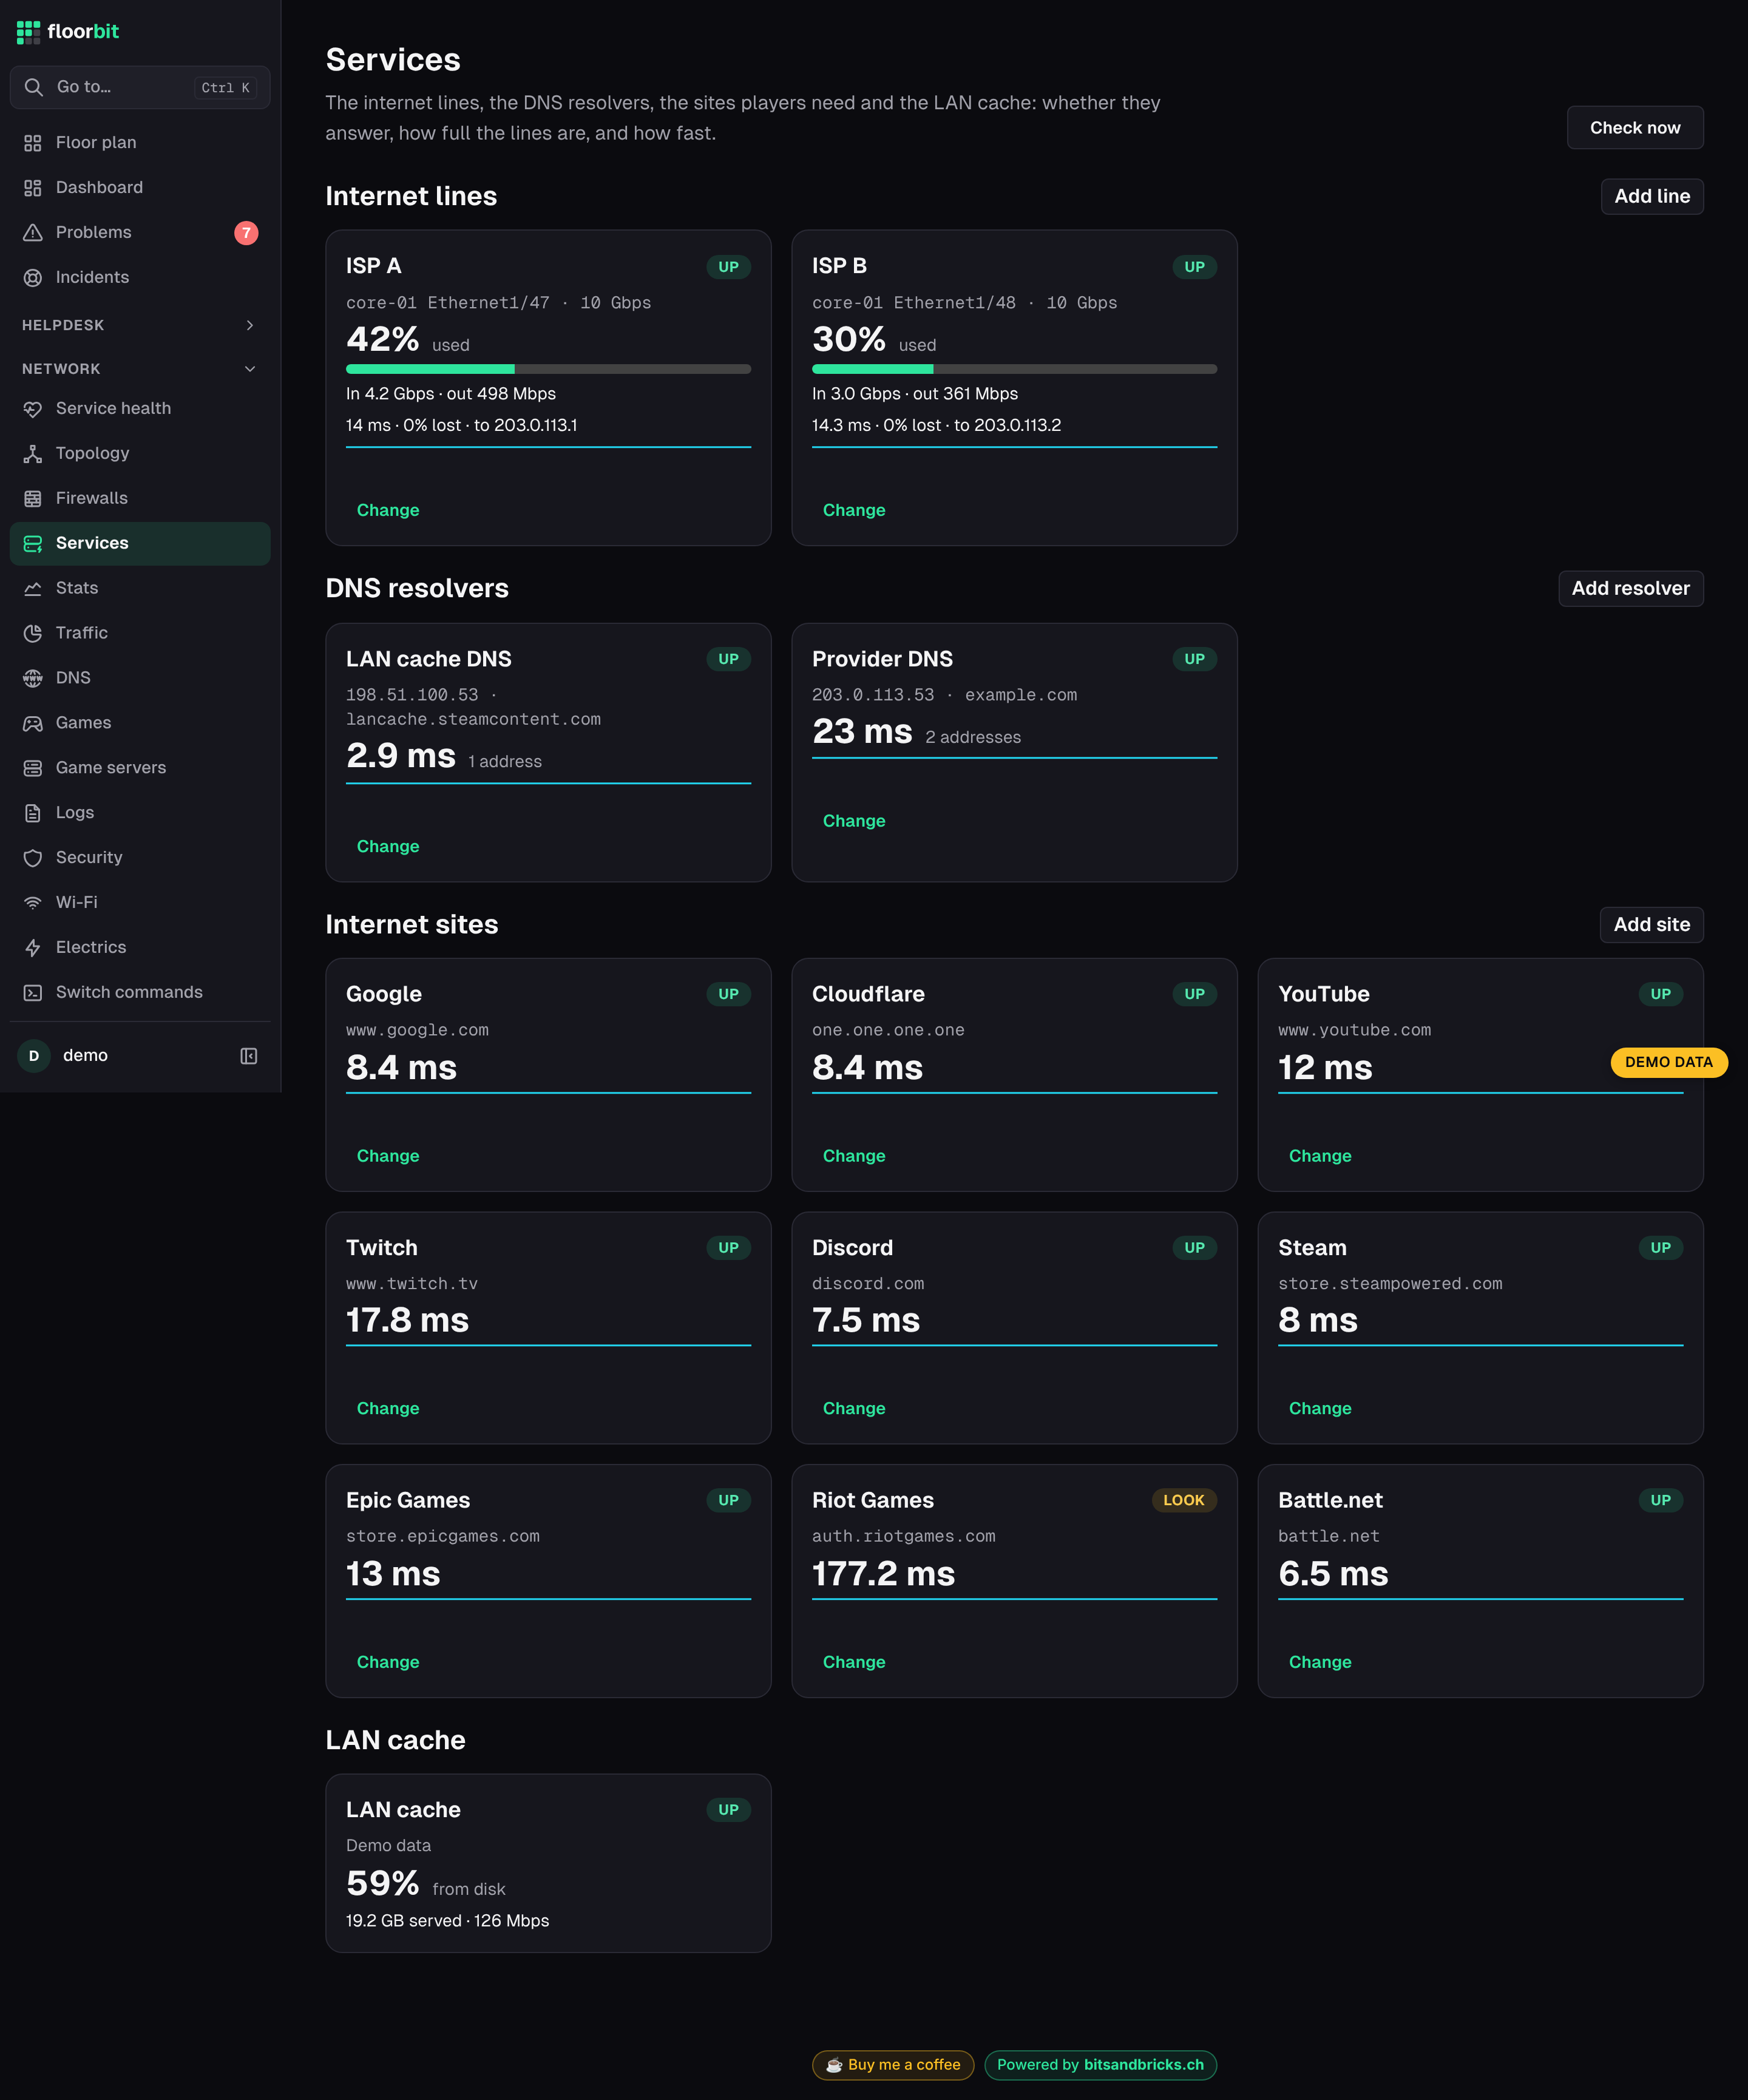 floorbit
Go to...
Ctrl K
Floor plan
Dashboard
Problems
7
Incidents
HELPDESK
NETWORK
Service health
Topology
Firewalls
Services
Stats
Traffic
DNS
Games
Game servers
Logs
Security
Wi-Fi
Electrics
Switch commands
D
demo
Services
The internet lines, the DNS resolvers, the sites players need and the LAN cache: whether they
answer, how full the lines are, and how fast.
Check now
Internet lines
Add line
ISP A
UP
core-01 Ethernet1/47 · 10 Gbps
42% used
In 4.2 Gbps · out 498 Mbps
14 ms · 0% lost · to 203.0.113.1
Change
ISP B
UP
core-01 Ethernet1/48 · 10 Gbps
30% used
In 3.0 Gbps · out 361 Mbps
14.3 ms · 0% lost · to 203.0.113.2
Change
DNS resolvers
Add resolver
LAN cache DNS
UP
198.51.100.53 ·
lancache.steamcontent.com
2.9 ms 1 address
Change
Provider DNS
UP
203.0.113.53 · example.com
23 ms 2 addresses
Change
Internet sites
Add site
Google
UP
www.google.com
8.4 ms
Change
Cloudflare
UP
one.one.one.one
8.4 ms
Change
YouTube
UP
www.youtube.com
12 ms
DEMO DATA
Change
Twitch
UP
www.twitch.tv
17.8 ms
Change
Discord
UP
discord.com
7.5 ms
Change
Steam
UP
store.steampowered.com
8 ms
Change
Epic Games
UP
store.epicgames.com
13 ms
Change
Riot Games
LOOK
auth.riotgames.com
177.2 ms
Change
Battle.net
UP
battle.net
6.5 ms
Change
LAN cache
LAN cache
UP
Demo data
59% from disk
19.2 GB served · 126 Mbps
☕ Buy me a coffee
Powered by bitsandbricks.ch